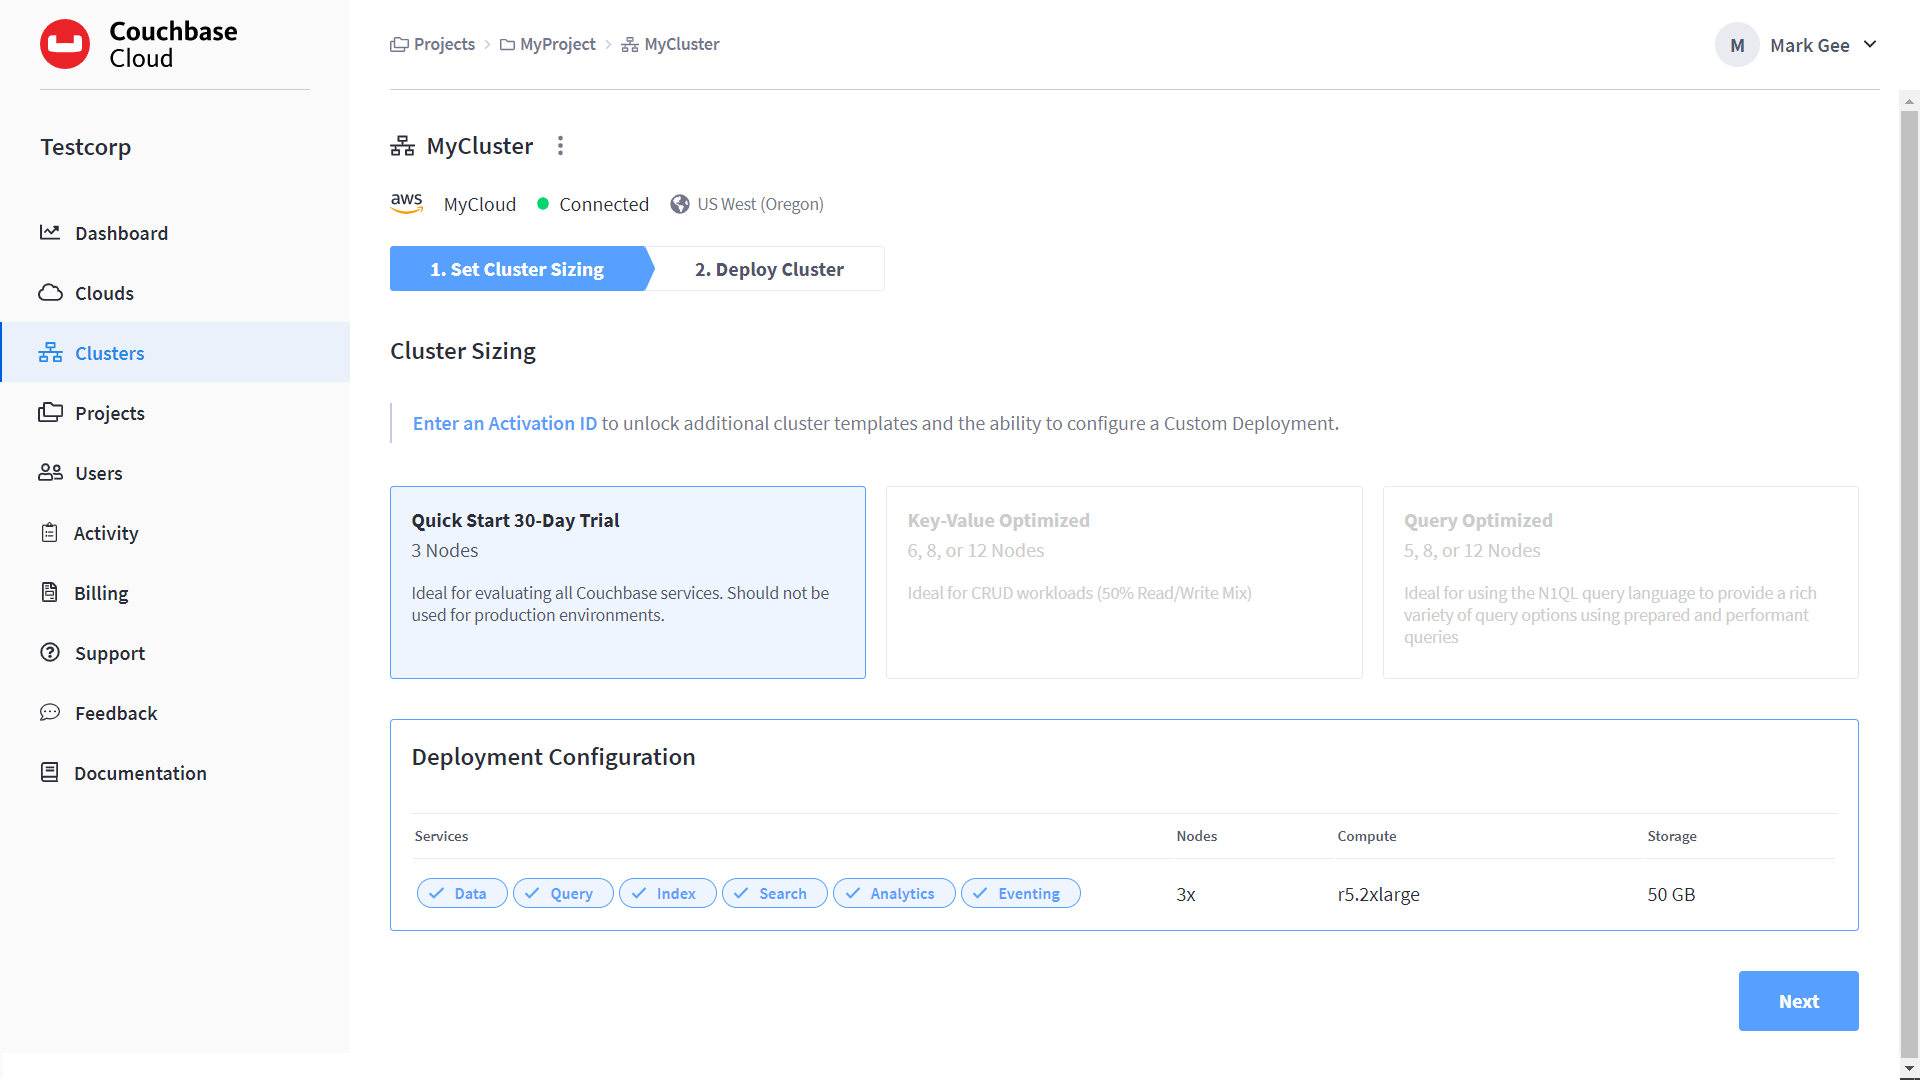 Couchbase
Cloud
Projects > MyProject > MyCluster
M Mark Gee
Testcorp
Dashboard
Clouds
Clusters
Projects
Users
Activity
Billing
Support
Feedback
Documentation
MyCluster
aws MyCloud Connected US West (Oregon)
1. Set Cluster Sizing 2. Deploy Cluster
Cluster Sizing
Enter an Activation ID to unlock additional cluster templates and the ability to configure a Custom Deployment.
Quick Start 30-Day Trial
3 Nodes
Ideal for evaluating all Couchbase services. Should not be
used for production environments.
Key-Value Optimized
6, 8, or 12 Nodes
Ideal for CRUD workloads (50% Read/Write Mix)
Query Optimized
5, 8, or 12 Nodes
Ideal for using the N1QL query language to provide a rich
variety of query options using prepared and performant
queries
Deployment Configuration
Services Nodes Compute Storage
Data Query Index Search Analytics Eventing 3x r5.2xlarge 50 GB
Next